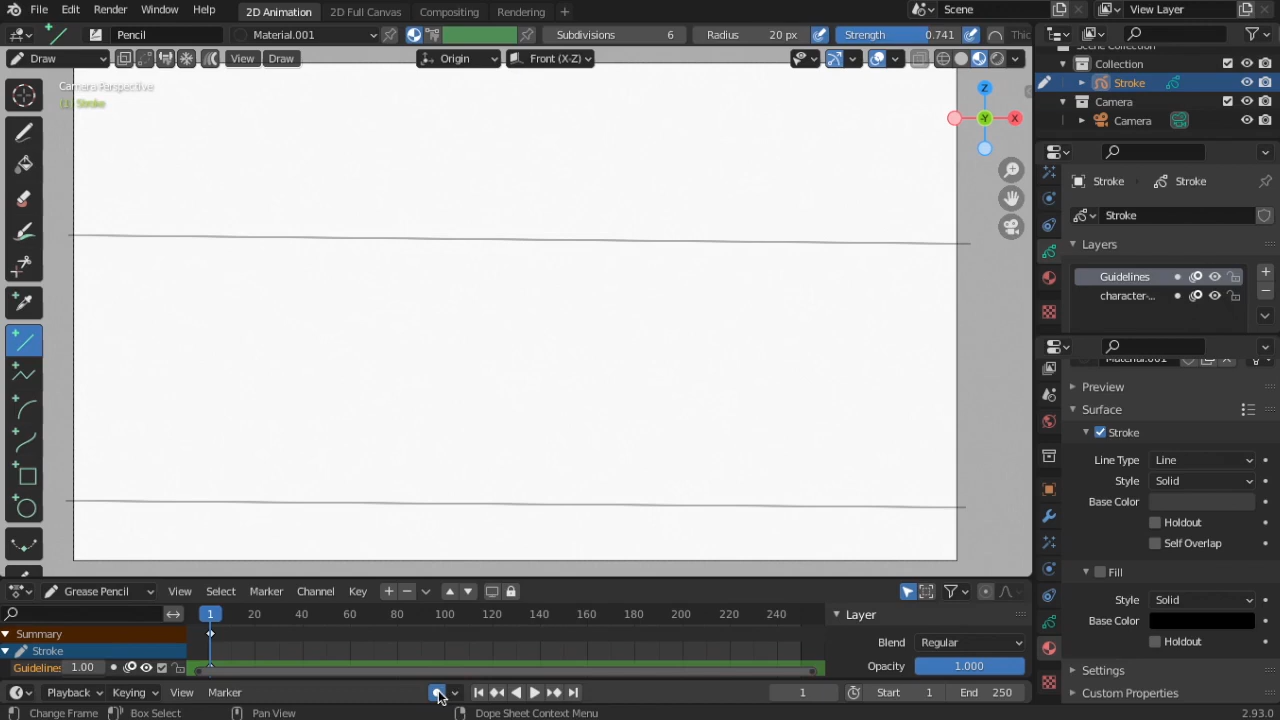 File Edit Render Window Help 2D Animation 2D Full Canvas Compositing Rendering + Scene View Layer
Pencil Material.001 Subdivisions 6 Radius 20 px Strength 0.741 Thic
Draw View Draw Origin Front (X-Z)
Scene Collection
Collection
Stroke
Camera
Camera
Camera Perspective
(1) Stroke
Z
-Y
X
Stroke Stroke
Stroke
Layers
Guidelines
character-...
Material.001
Preview
Surface
Stroke
Line Type Line
Style Solid
Base Color
Holdout
Self Overlap
Fill
Style Solid
Base Color
Holdout
Settings
Custom Properties
Grease Pencil View Select Marker Channel Key
1 20 40 60 80 100 120 140 160 180 200 220 240
Layer
Summary
Stroke
Guidelines 1.00
Blend Regular
Opacity 1.000
Playback Keying View Marker 1 Start 1 End 250
Change Frame Box Select Pan View Dope Sheet Context Menu 2.93.0